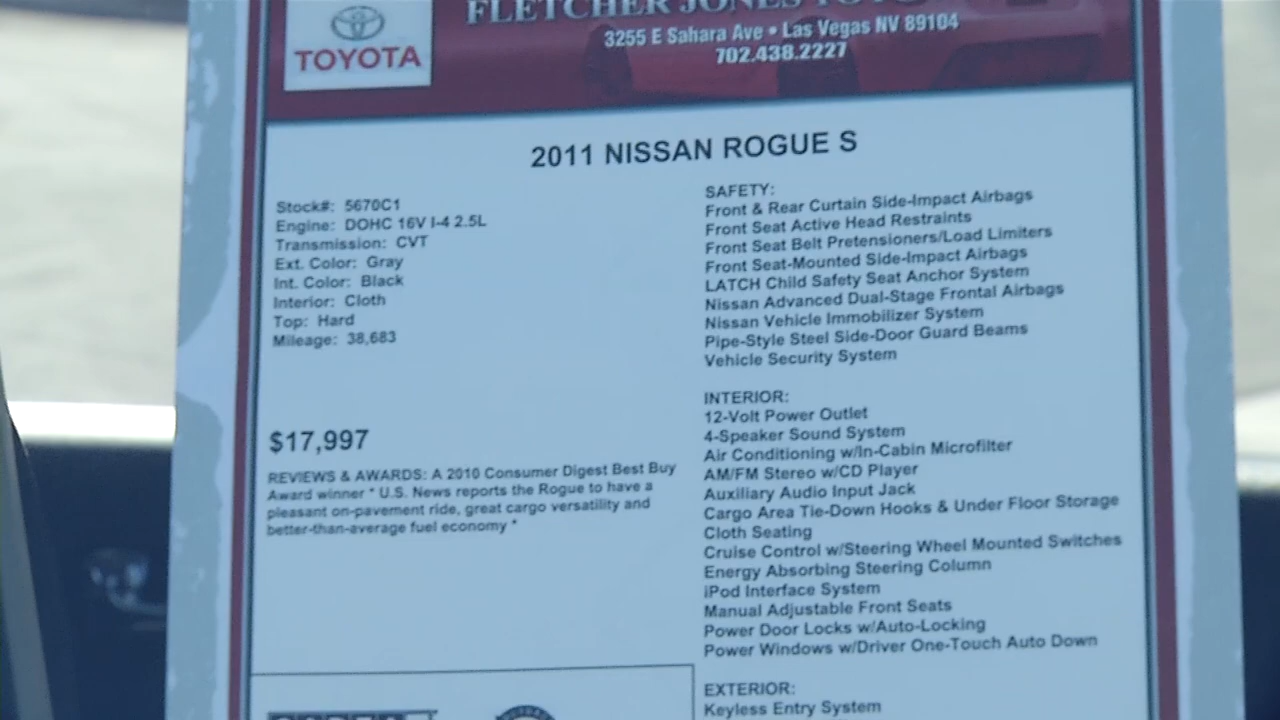 TOYOTA
FLETCHER JONES
3255 E Sahara Ave • Las Vegas NV 89104
702.438.2227
2011 NISSAN ROGUE S
Stock#: 5670C1
Engine: DOHC 16V I-4 2.5L
Transmission: CVT
Ext. Color: Gray
Int. Color: Black
Interior: Cloth
Top: Hard
Mileage: 38,683
$17,997
REVIEWS & AWARDS: A 2010 Consumer Digest Best Buy
Award winner * U.S. News reports the Rogue to have a
pleasant on-pavement ride, great cargo versatility and
better-than-average fuel economy *
SAFETY:
Front & Rear Curtain Side-Impact Airbags
Front Seat Active Head Restraints
Front Seat Belt Pretensioners/Load Limiters
Front Seat-Mounted Side-Impact Airbags
LATCH Child Safety Seat Anchor System
Nissan Advanced Dual-Stage Frontal Airbags
Nissan Vehicle Immobilizer System
Pipe-Style Steel Side-Door Guard Beams
Vehicle Security System
INTERIOR:
12-Volt Power Outlet
4-Speaker Sound System
Air Conditioning w/In-Cabin Microfilter
AM/FM Stereo w/CD Player
Auxiliary Audio Input Jack
Cargo Area Tie-Down Hooks & Under Floor Storage
Cloth Seating
Cruise Control w/Steering Wheel Mounted Switches
Energy Absorbing Steering Column
iPod Interface System
Manual Adjustable Front Seats
Power Door Locks w/Auto-Locking
Power Windows w/Driver One-Touch Auto Down
EXTERIOR:
Keyless Entry System